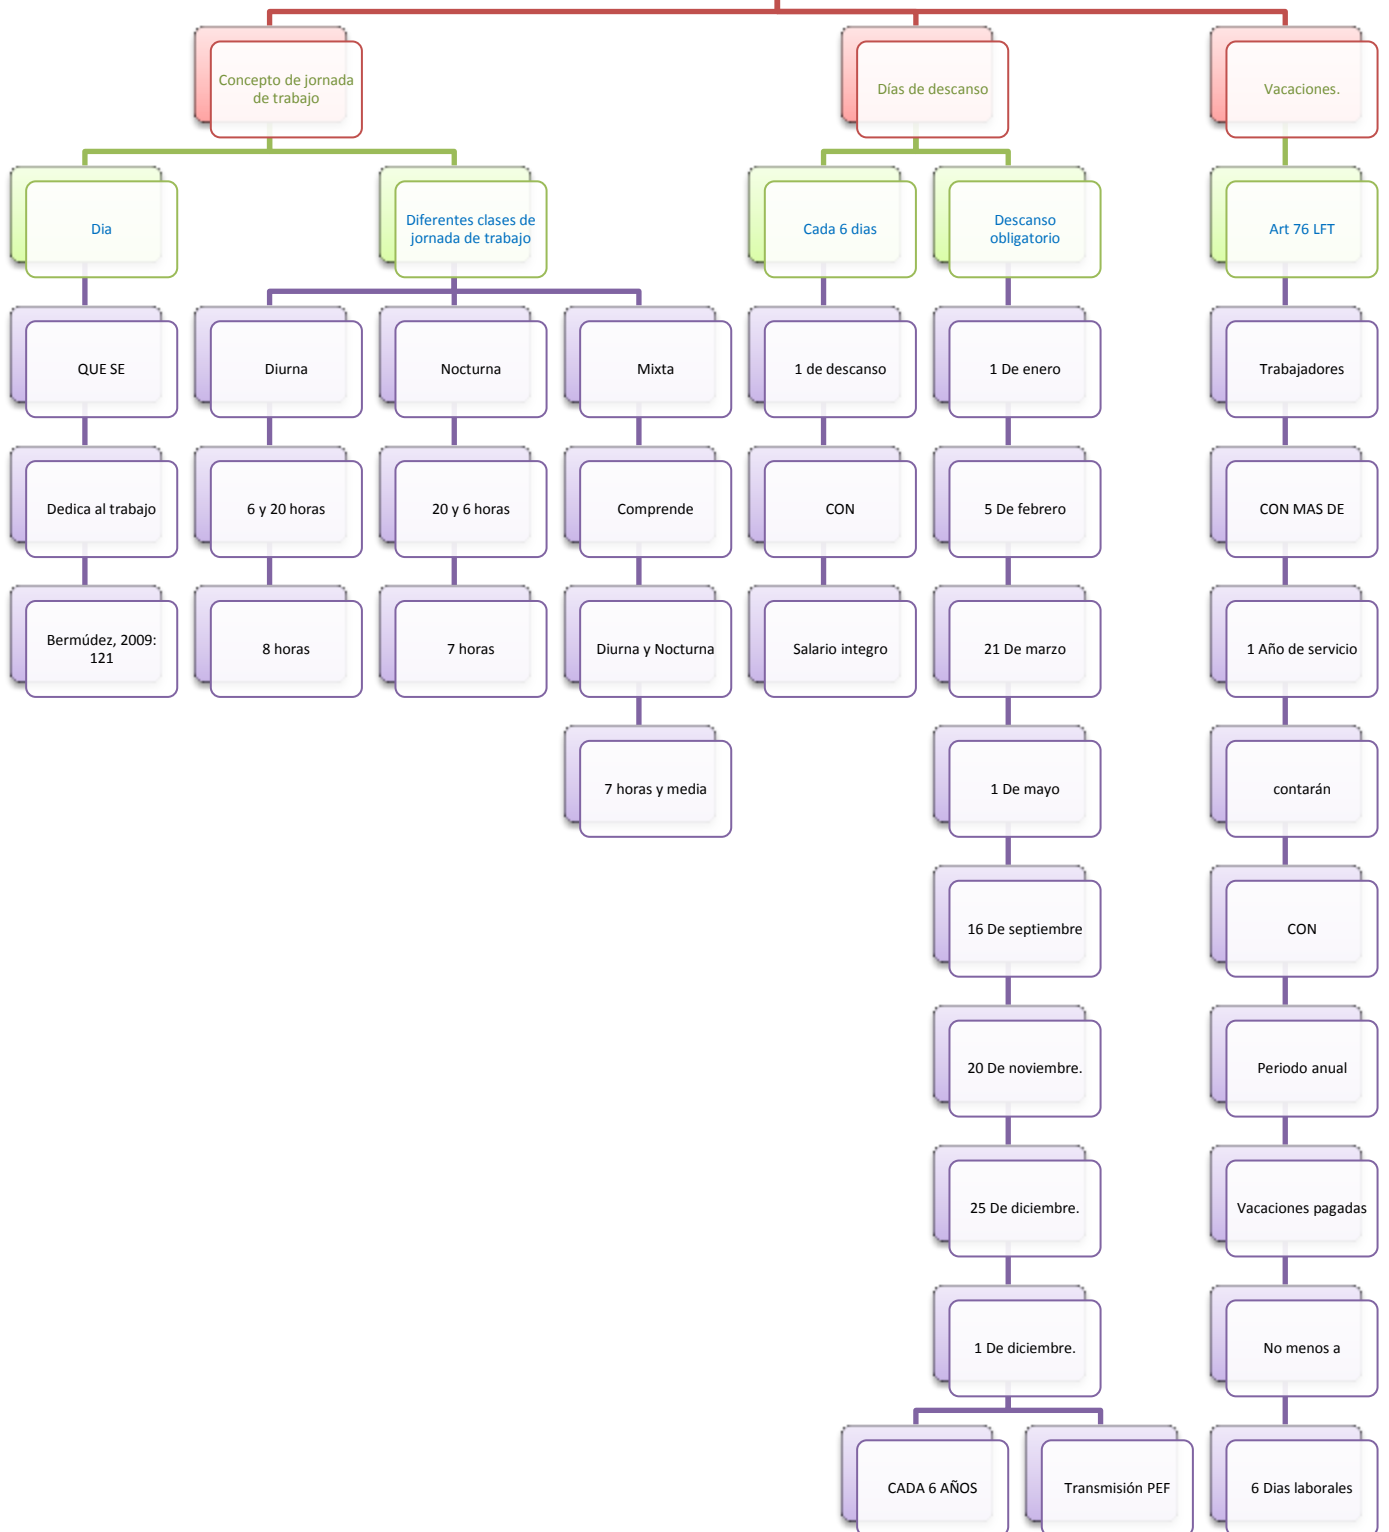 Concepto de jornada
de trabajo
Días de descanso
Vacaciones.
Dia
Diferentes clases de
jornada de trabajo
Cada 6 dias
Descanso
obligatorio
Art 76 LFT
QUE SE
Diurna
Nocturna
Mixta
1 de descanso
1 De enero
Trabajadores
Dedica al trabajo
6 y 20 horas
20 y 6 horas
Comprende
CON
5 De febrero
CON MAS DE
Bermúdez, 2009:
121
8 horas
7 horas
Diurna y Nocturna
Salario integro
21 De marzo
1 Año de servicio
7 horas y media
1 De mayo
contarán
16 De septiembre
CON
20 De noviembre.
Periodo anual
25 De diciembre.
Vacaciones pagadas
1 De diciembre.
No menos a
CADA 6 AÑOS
Transmisión PEF
6 Dias laborales